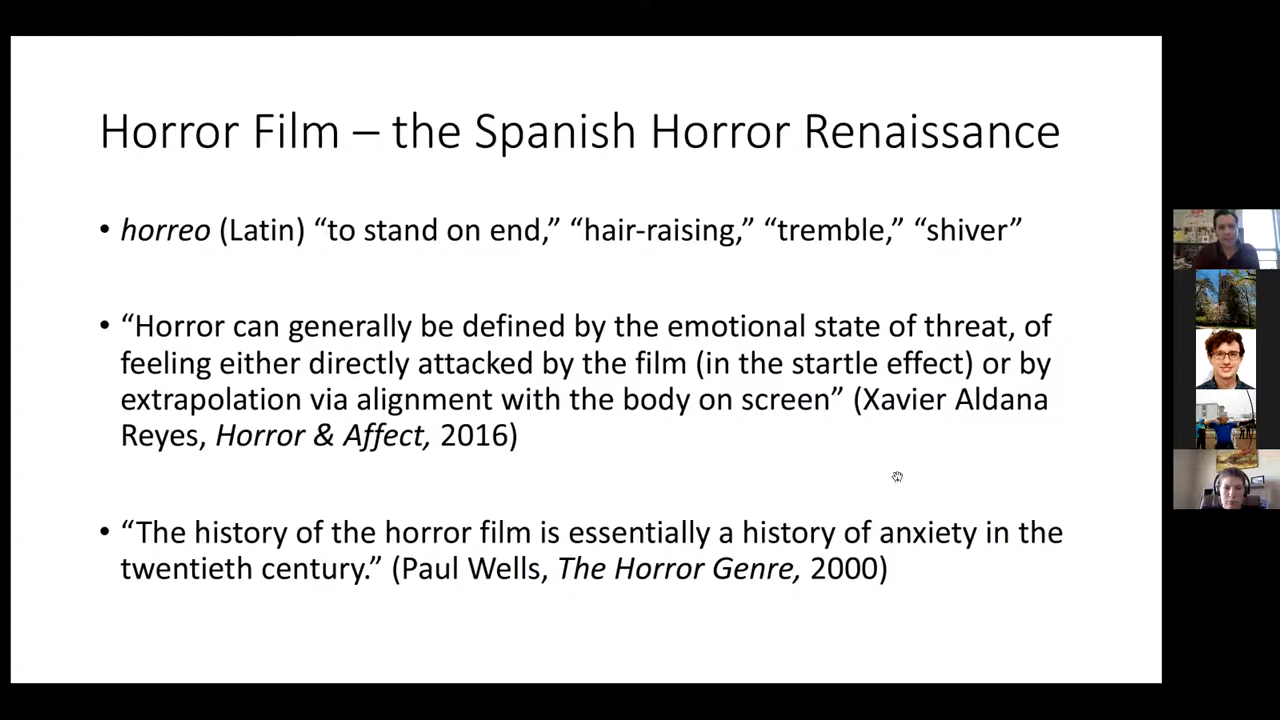 Horror Film – the Spanish Horror Renaissance
• horreo (Latin) “to stand on end,” “hair-raising,” “tremble,” “shiver”
• “Horror can generally be defined by the emotional state of threat, of
feeling either directly attacked by the film (in the startle effect) or by
extrapolation via alignment with the body on screen” (Xavier Aldana
Reyes, Horror & Affect, 2016)
• “The history of the horror film is essentially a history of anxiety in the
twentieth century.” (Paul Wells, The Horror Genre, 2000)